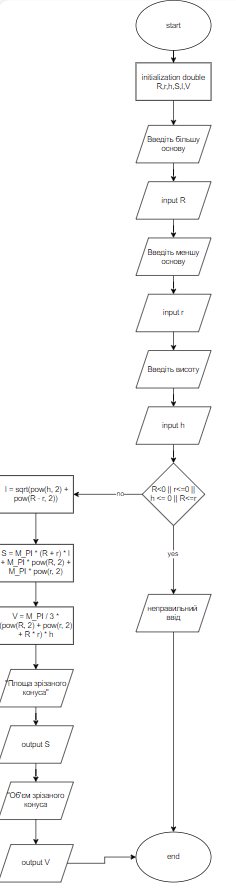 start
initialization double
R,r,h,S,l,V
Введіть більшу
основу
input R
Введіть меншу
основу
input r
Введіть висоту
input h
R<0 || r<=0 ||
h <= 0 || R<=r
no
yes
l = sqrt(pow(h, 2) +
pow(R - r, 2))
S = M_PI * (R + r) * l
+ M_PI * pow(R, 2) +
M_PI * pow(r, 2)
V = M_PI / 3 *
(pow(R, 2) + pow(r, 2)
+ R * r) * h
"Площа зрізаного
конуса"
output S
"Об'єм зрізаного
конуса
output V
неправильний
ввід
end